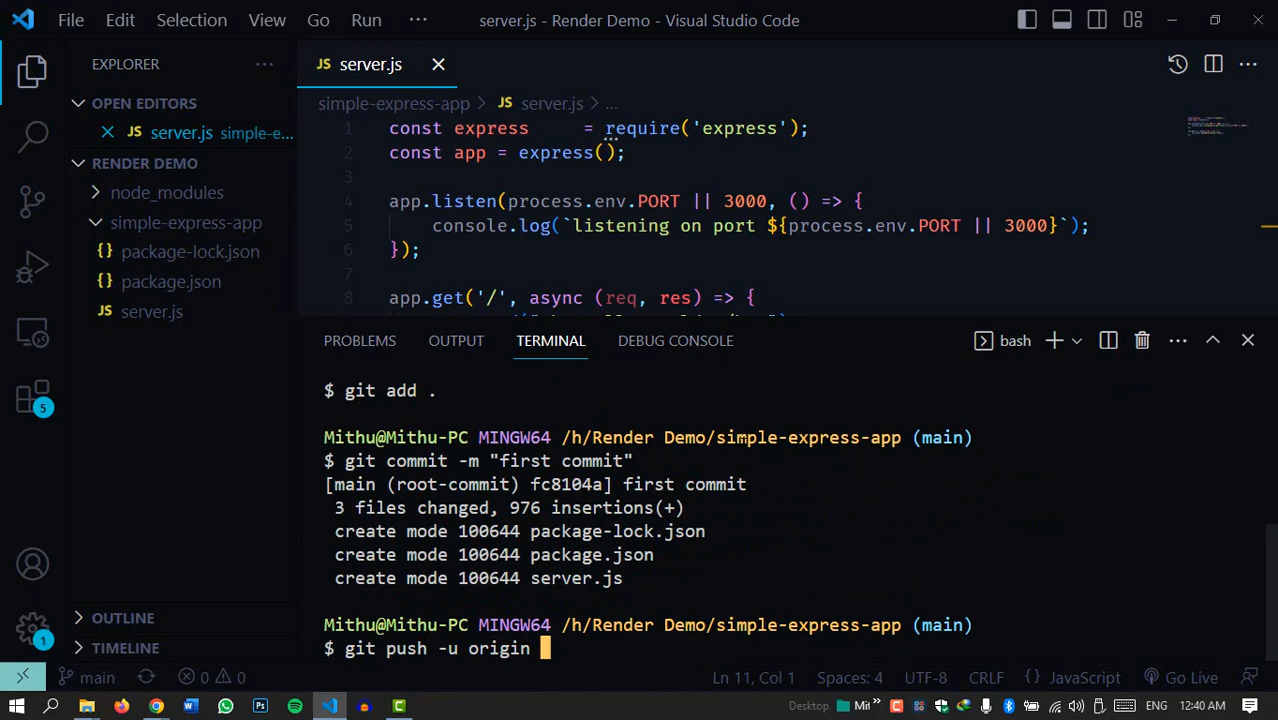 File Edit Selection View Go Run ··· server.js - Render Demo - Visual Studio Code
EXPLORER ···
OPEN EDITORS
JS server.js simple-e...
RENDER DEMO
node_modules
simple-express-app
{} package-lock.json
{} package.json
JS server.js
OUTLINE
TIMELINE
5
1
JS server.js
simple-express-app > JS server.js > ...
1 const express = require('express');
2 const app = express();
3
4 app.listen(process.env.PORT || 3000, () => {
5 console.log(`listening on port ${process.env.PORT || 3000}`);
6 });
7
8 app.get('/', async (req, res) => {
PROBLEMS OUTPUT TERMINAL DEBUG CONSOLE bash
$ git add .
Mithu@Mithu-PC MINGW64 /h/Render Demo/simple-express-app (main)
$ git commit -m "first commit"
[main (root-commit) fc8104a] first commit
3 files changed, 976 insertions(+)
create mode 100644 package-lock.json
create mode 100644 package.json
create mode 100644 server.js
Mithu@Mithu-PC MINGW64 /h/Render Demo/simple-express-app (main)
$ git push -u origin
main 0 0 Ln 11, Col 1 Spaces: 4 UTF-8 CRLF {} JavaScript Go Live
Desktop Mit ENG 12:40 AM